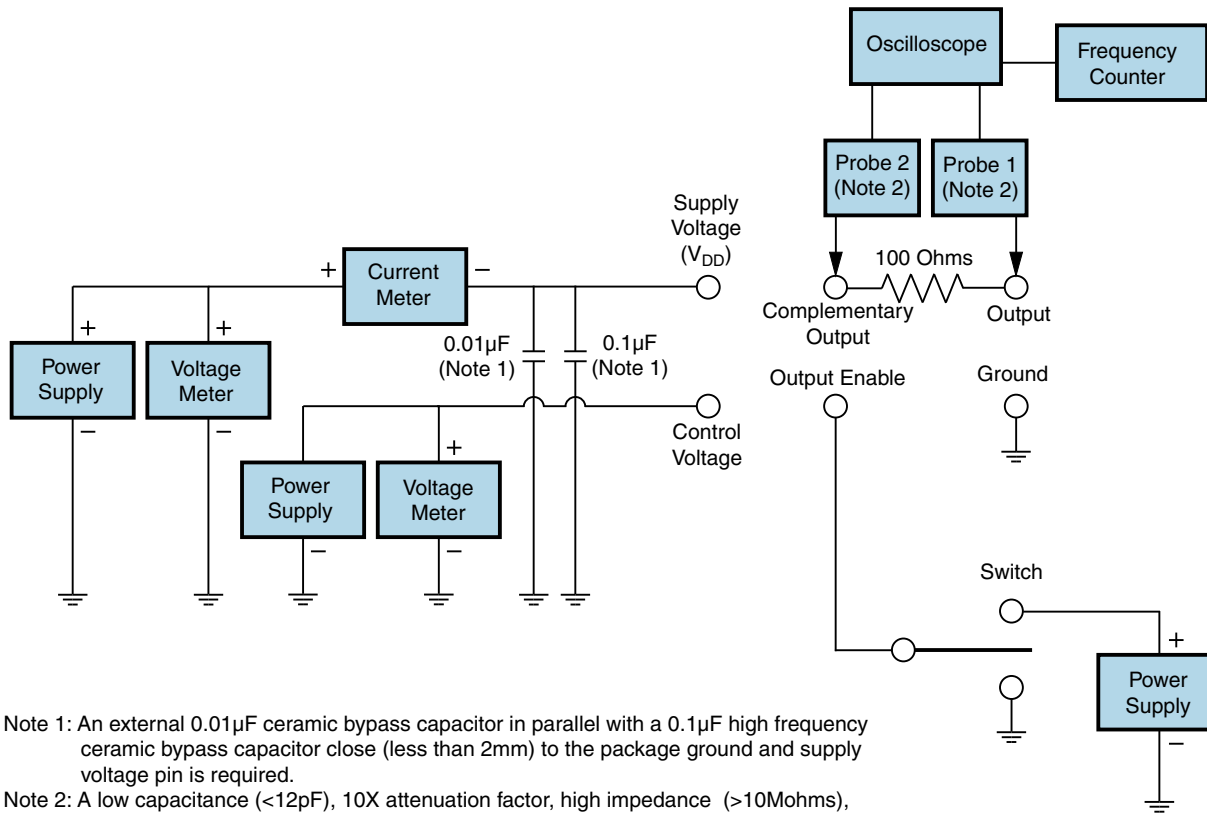 Oscilloscope
Frequency
Counter
Probe 2
(Note 2)
Probe 1
(Note 2)
Supply
Voltage
(VDD)
100 Ohms
+
Current
Meter
−
Complementary
Output
Output
+
Power
Supply
−
+
Voltage
Meter
−
0.01µF
(Note 1)
0.1µF
(Note 1)
Output Enable
Ground
Control
Voltage
Power
Supply
−
+
Voltage
Meter
−
Switch
+
Power
Supply
−
Note 1: An external 0.01µF ceramic bypass capacitor in parallel with a 0.1µF high frequency
ceramic bypass capacitor close (less than 2mm) to the package ground and supply
voltage pin is required.
Note 2: A low capacitance (<12pF), 10X attenuation factor, high impedance (>10Mohms),